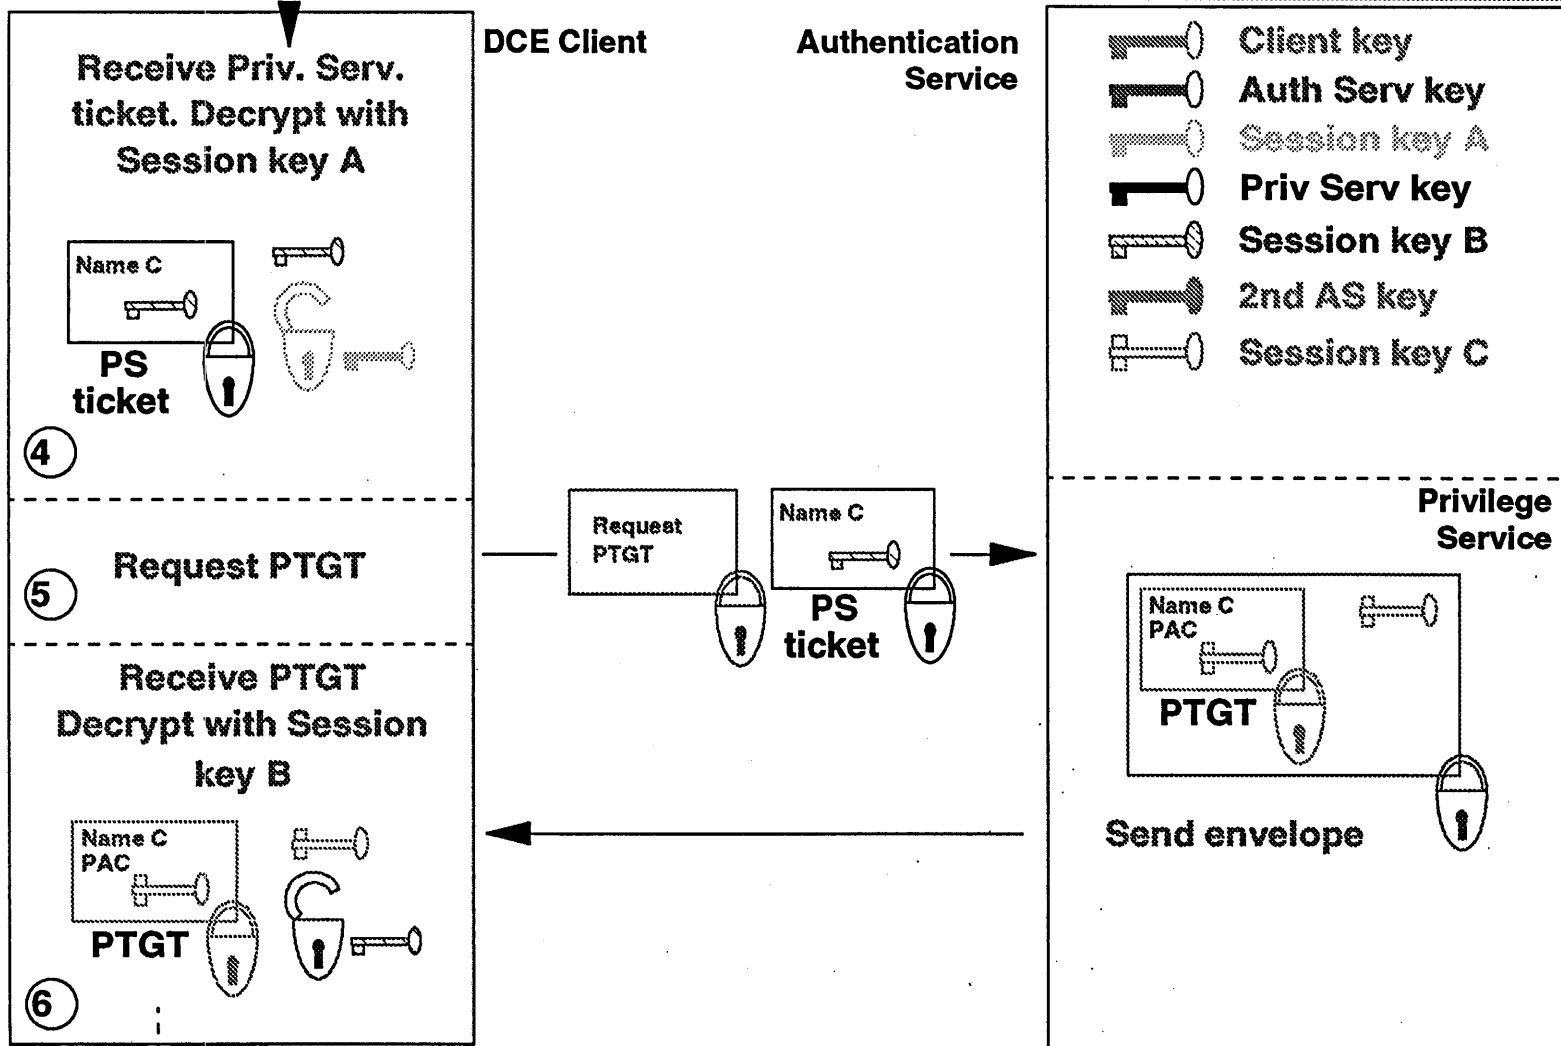 Receive Priv. Serv.
ticket. Decrypt with
Session key A
Name C
PS
ticket
4
Request PTGT
5
Receive PTGT
Decrypt with Session
key B
Name C
PAC
PTGT
6
DCE Client
Authentication
Service
Request
PTGT
Name C
PS
ticket
Client key
Auth Serv key
Session key A
Priv Serv key
Session key B
2nd AS key
Session key C
Privilege
Service
Name C
PAC
PTGT
Send envelope